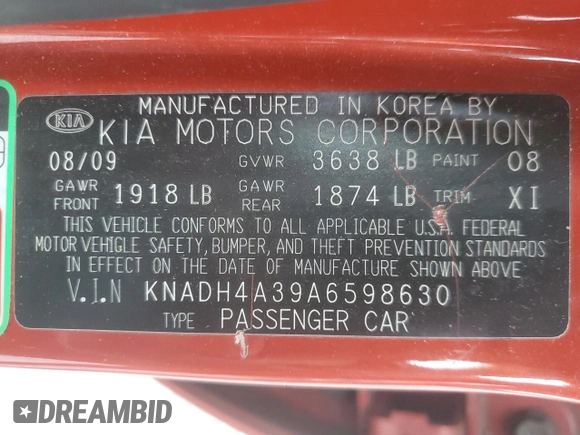 MANUFACTURED IN KOREA BY
KIA KIA MOTORS CORPORATION
08/09 GVWR 3638 LB PAINT 08
GAWR FRONT 1918 LB GAWR REAR 1874 LB TRIM XI
THIS VEHICLE CONFORMS TO ALL APPLICABLE U.S.A. FEDERAL
MOTOR VEHICLE SAFETY, BUMPER, AND THEFT PREVENTION STANDARDS
IN EFFECT ON THE DATE OF MANUFACTURE SHOWN ABOVE
V.I.N KNADH4A39A6598630
TYPE PASSENGER CAR
DREAMBID